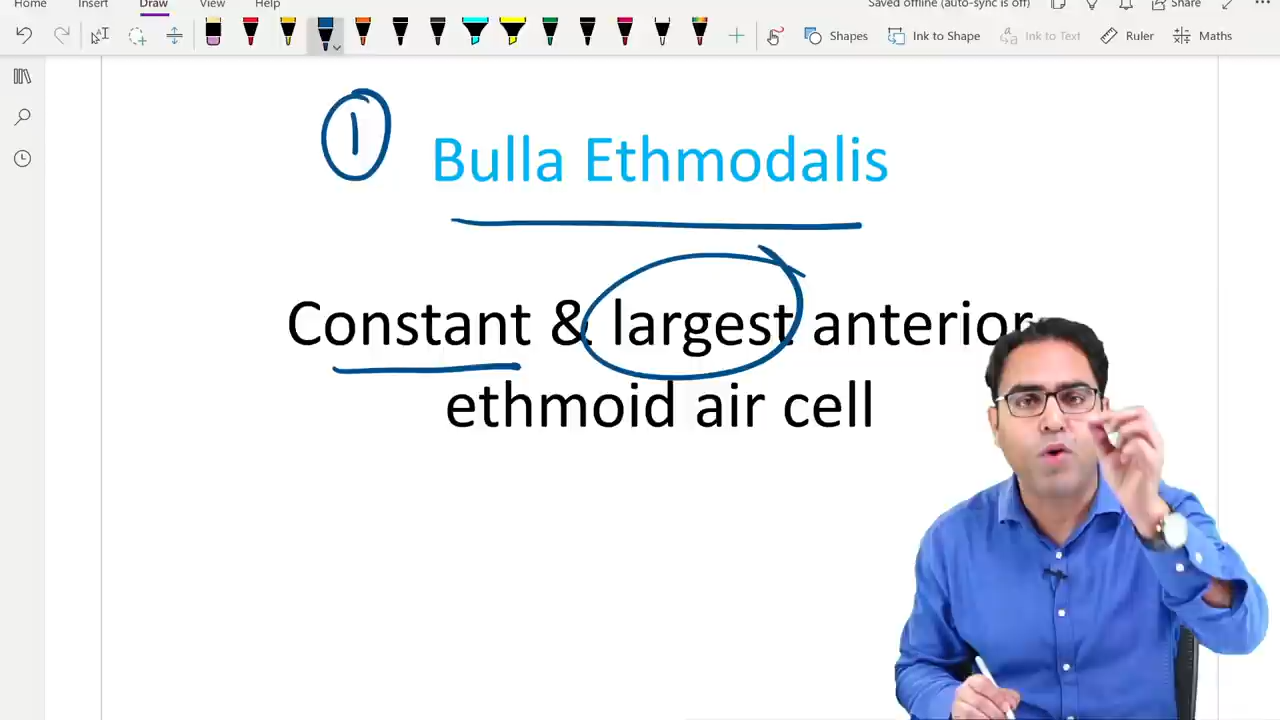 Home Insert Draw View Help Saved offline (auto-sync is off) Share
Shapes Ink to Shape Ink to Text Ruler Maths
1
Bulla Ethmodalis
Constant & largest anterior
ethmoid air cell